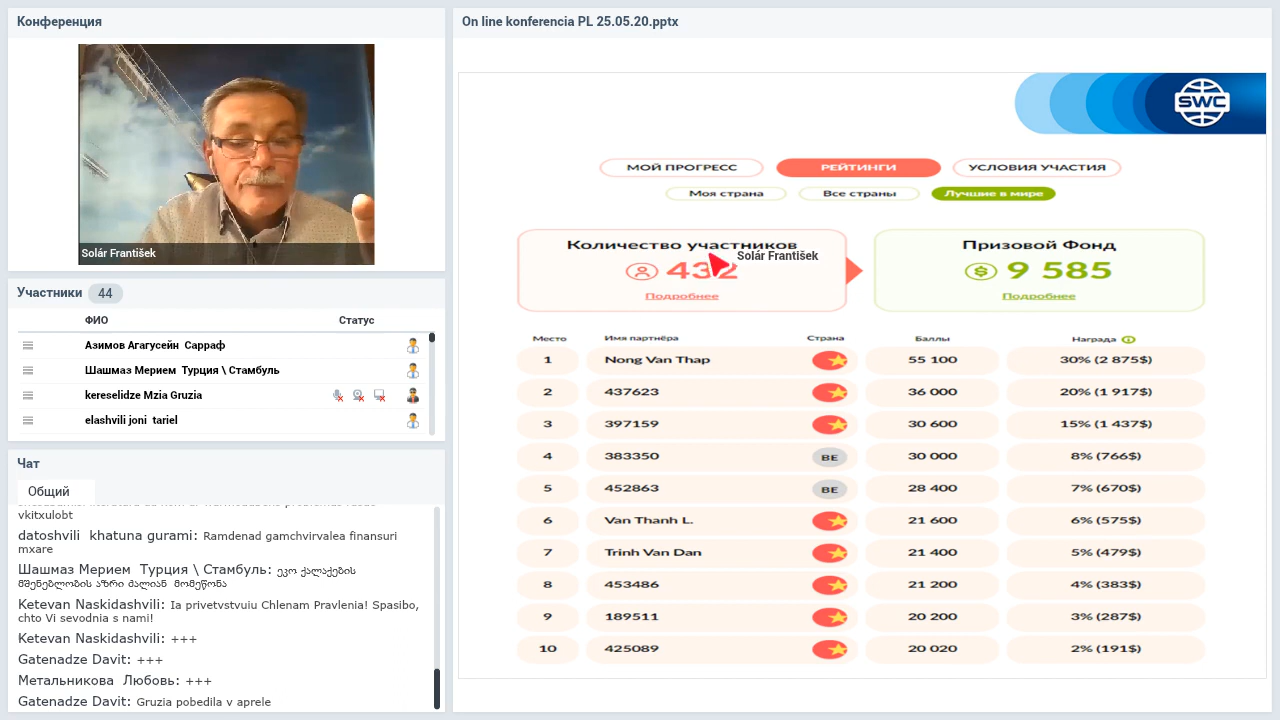 Конференция
Solár František
Участники 44
ФИО Статус
Азимов Агагусейн Сарраф
Шашмаз Мерием Турция \ Стамбуль
kereselidze Mzia Gruzia
elashvili joni tariel
Чат
Общий
vkitxulobt
datoshvili khatuna gurami: Ramdenad gamchvirvalea finansuri
mxare
Шашмаз Мерием Турция \ Стамбуль: ეკო ქალაქების
მშენებლობის აზრი ძალიან მომეწონა
Ketevan Naskidashvili: Ia privetvstvuiu Chlenam Pravlenia! Spasibo,
chto Vi sevodnia s nami!
Ketevan Naskidashvili: +++
Gatenadze Davit: +++
Метальникова Любовь: +++
Gatenadze Davit: Gruzia pobedila v aprele
On line konferencia PL 25.05.20.pptx
SWC
МОЙ ПРОГРЕСС РЕЙТИНГИ УСЛОВИЯ УЧАСТИЯ
Моя страна Все страны Лучшие в мире
Количество участников
432
Подробнее
Solár František
Призовой Фонд
9 585
Подробнее
Место Имя партнёра Страна Баллы Награда
1 Nong Van Thap 55 100 30% (2 875$)
2 437623 36 000 20% (1 917$)
3 397159 30 600 15% (1 437$)
4 383350 BE 30 000 8% (766$)
5 452863 BE 28 400 7% (670$)
6 Van Thanh L. 21 600 6% (575$)
7 Trinh Van Dan 21 400 5% (479$)
8 453486 21 200 4% (383$)
9 189511 20 200 3% (287$)
10 425089 20 020 2% (191$)